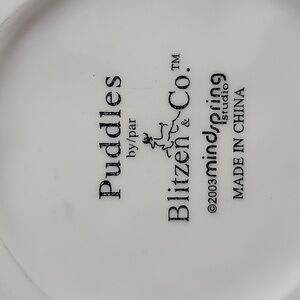 Puddles
by/par
Blitzen & Co.™
©2003 mindspring
studio
MADE IN CHINA